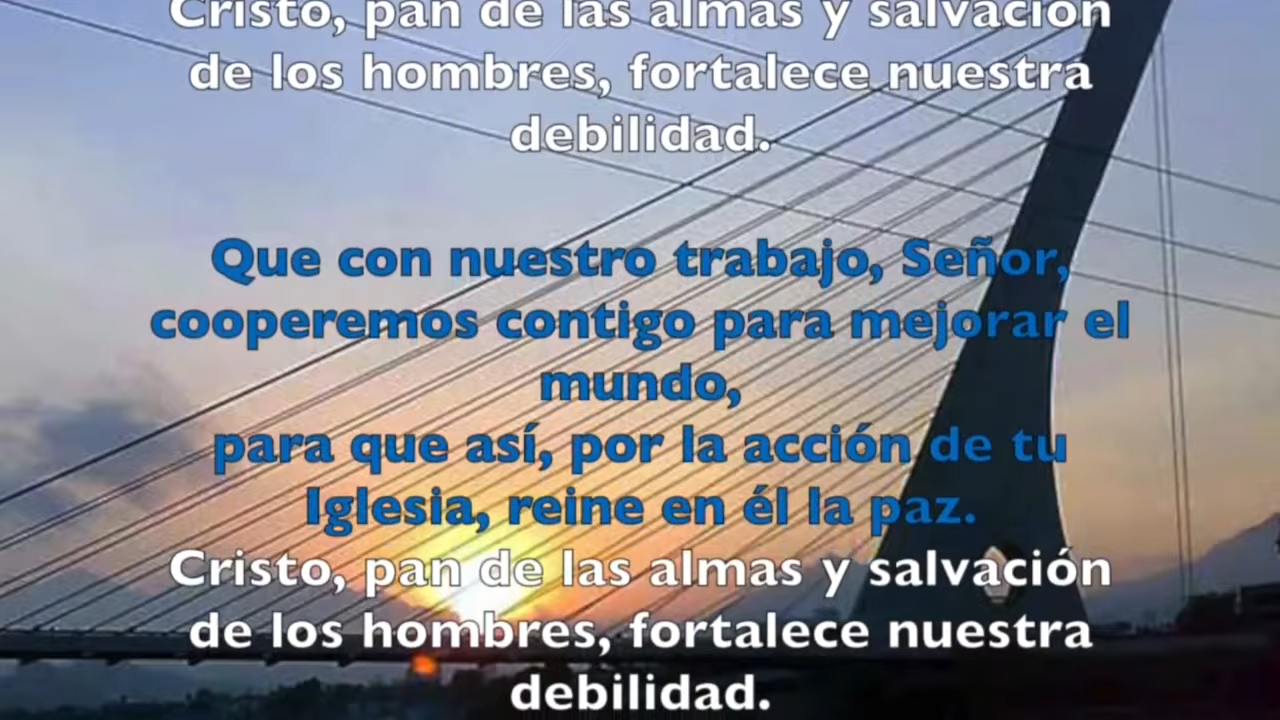 Cristo, pan de las almas y salvación
de los hombres, fortalece nuestra
debilidad.
Que con nuestro trabajo, Señor,
cooperemos contigo para mejorar el
mundo,
para que así, por la acción de tu
Iglesia, reine en él la paz.
Cristo, pan de las almas y salvación
de los hombres, fortalece nuestra
debilidad.